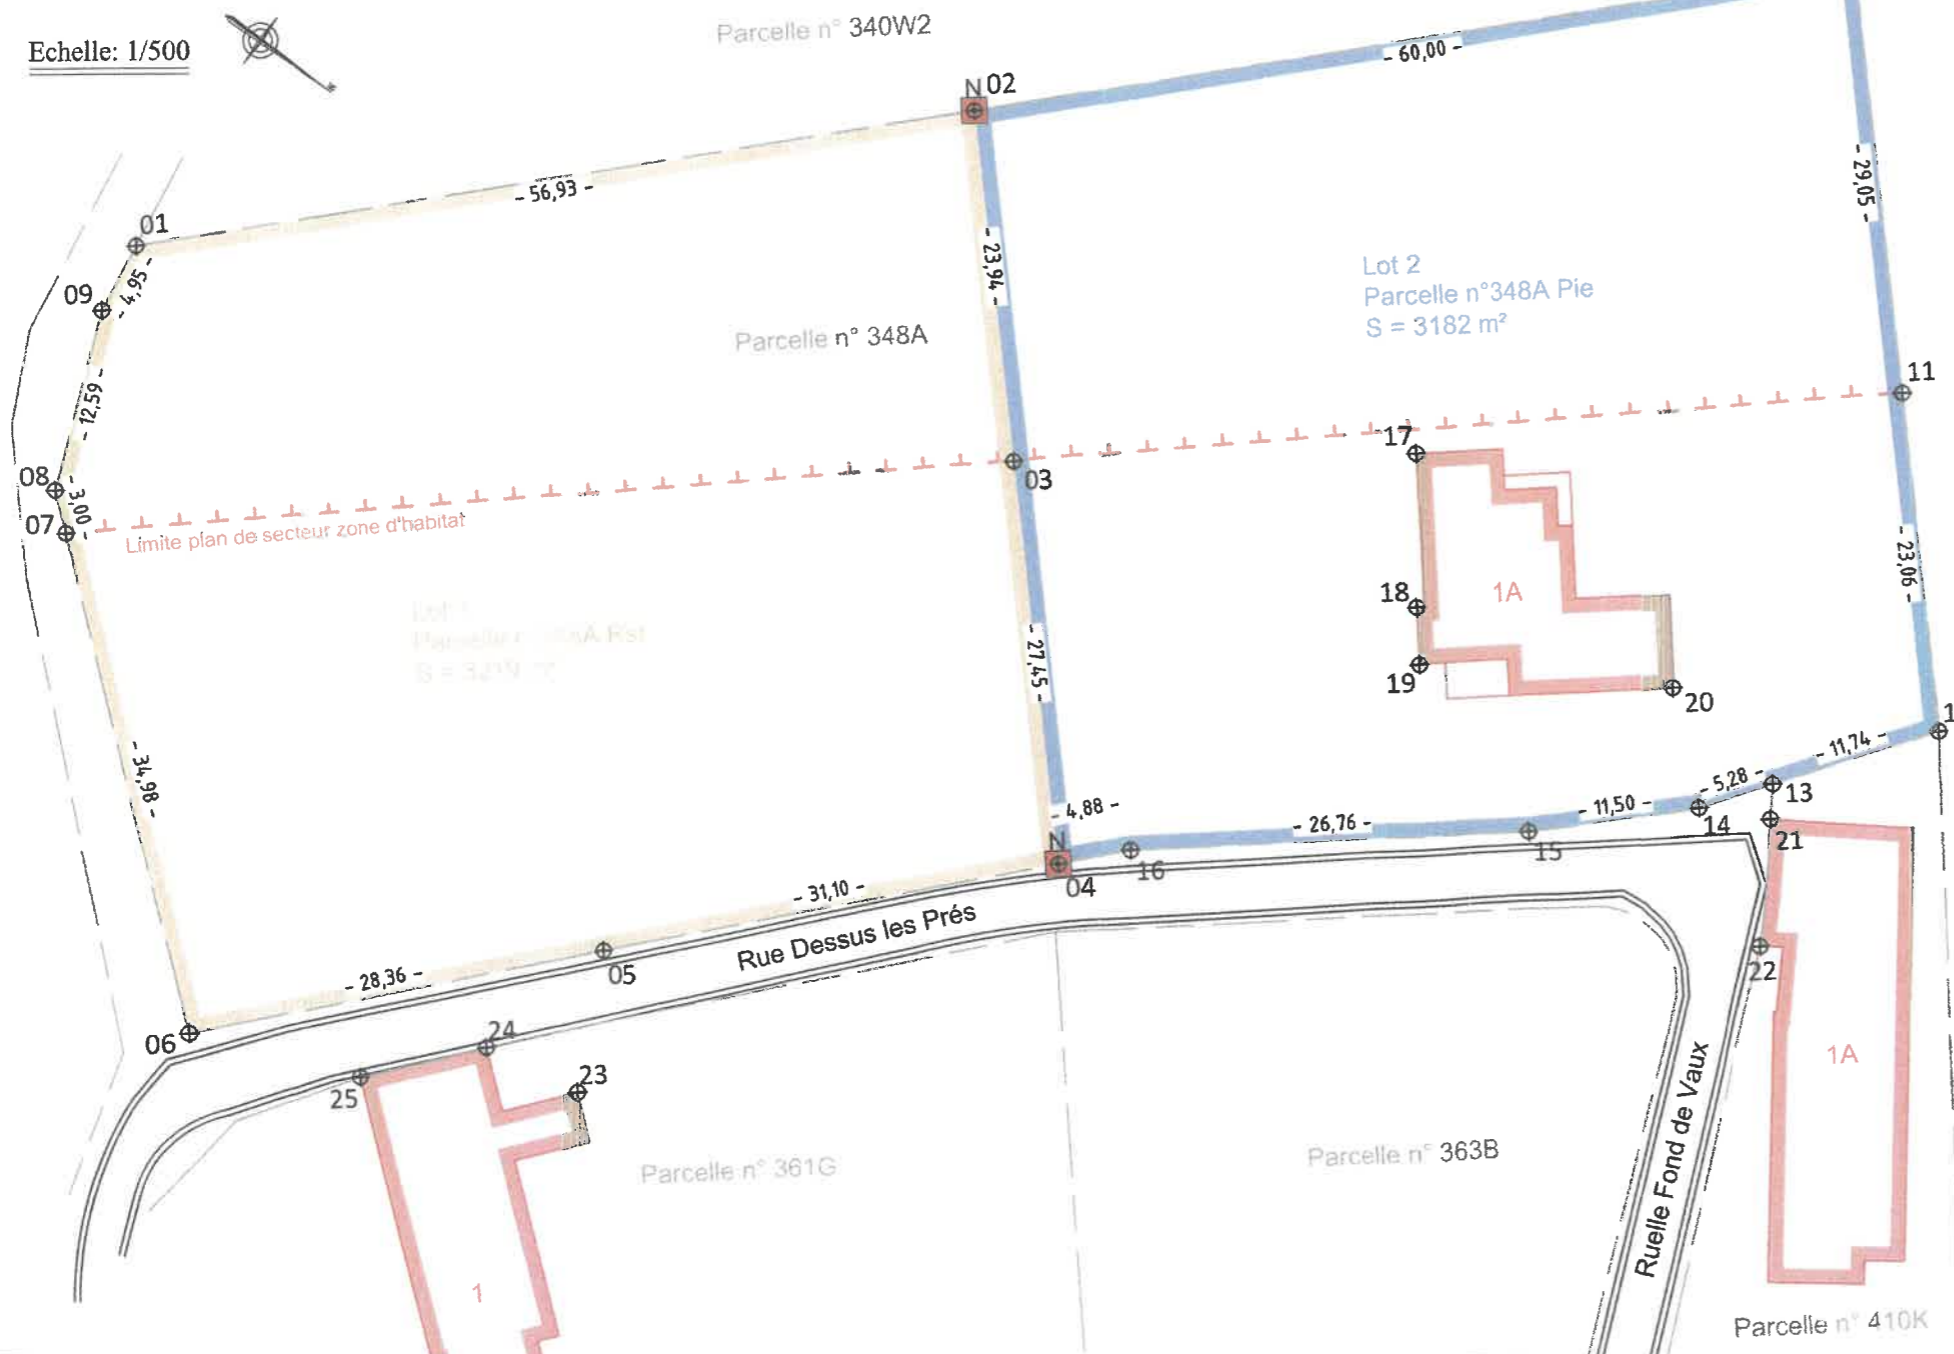 Echelle: 1/500
Parcelle n° 340W2
N 02
- 60,00 -
- 56,93 -
01
- 4,95 -
09
- 12,59 -
08
- 3,00 -
07
- 23,94 -
- 29,05 -
Lot 2
Parcelle n°348A Pie
S = 3182 m²
Parcelle n° 348A
11
17
03
Limite plan de secteur zone d'habitat
- 23,06 -
18
1A
Parcelle A Rst
- 27,45 -
19
20
- 34,98 -
- 11,74 -
- 5,28 -
13
- 4,88 -
- 26,76 -
- 11,50 -
14
21
15
N
16
04
- 31,10 -
Rue Dessus les Prés
05
- 28,36 -
06
22
24
23
25
1A
Parcelle n° 361G
Parcelle n° 363B
Ruelle Fond de Vaux
1
Parcelle n° 410K